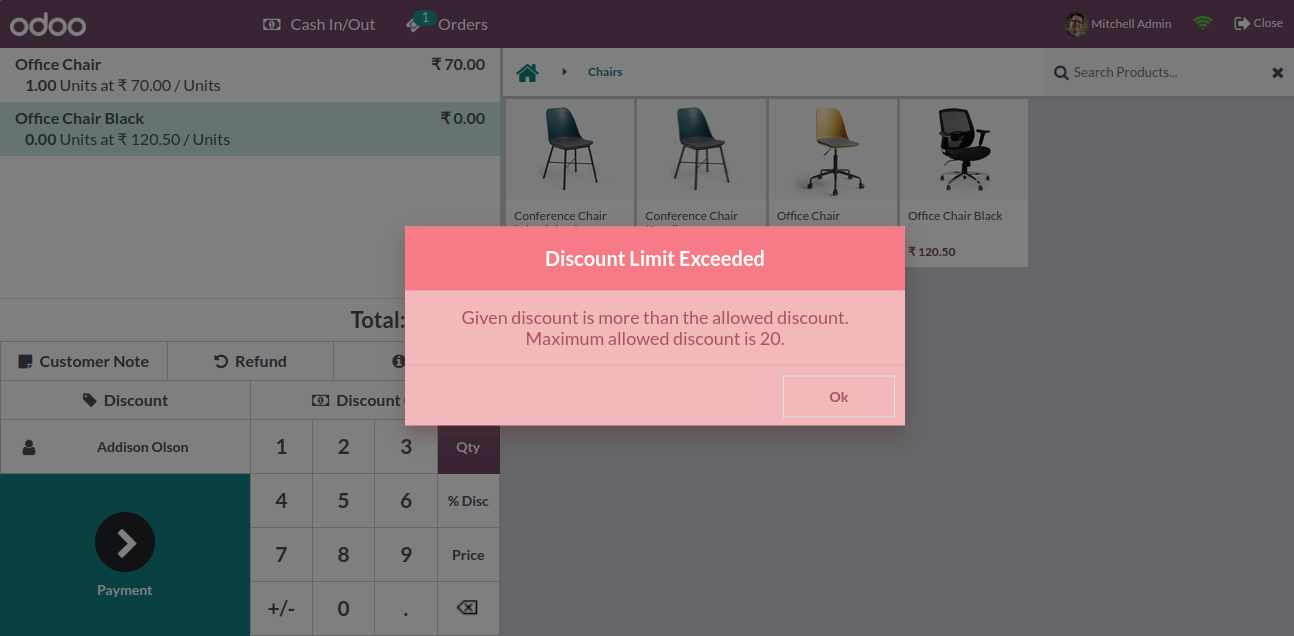 odoo
Cash In/Out
1
Orders
Mitchell Admin
Close
Office Chair
₹ 70.00
1.00 Units at ₹ 70.00 / Units
Office Chair Black
₹ 0.00
0.00 Units at ₹ 120.50 / Units
Chairs
Search Products...
Conference Chair
Conference Chair
Office Chair
Office Chair Black
₹ 120.50
Discount Limit Exceeded
Given discount is more than the allowed discount.
Maximum allowed discount is 20.
Ok
Total:
Customer Note
Refund
Discount
Discount
Addison Olson
1
2
3
Qty
4
5
6
% Disc
7
8
9
Price
+/-
0
.
Payment